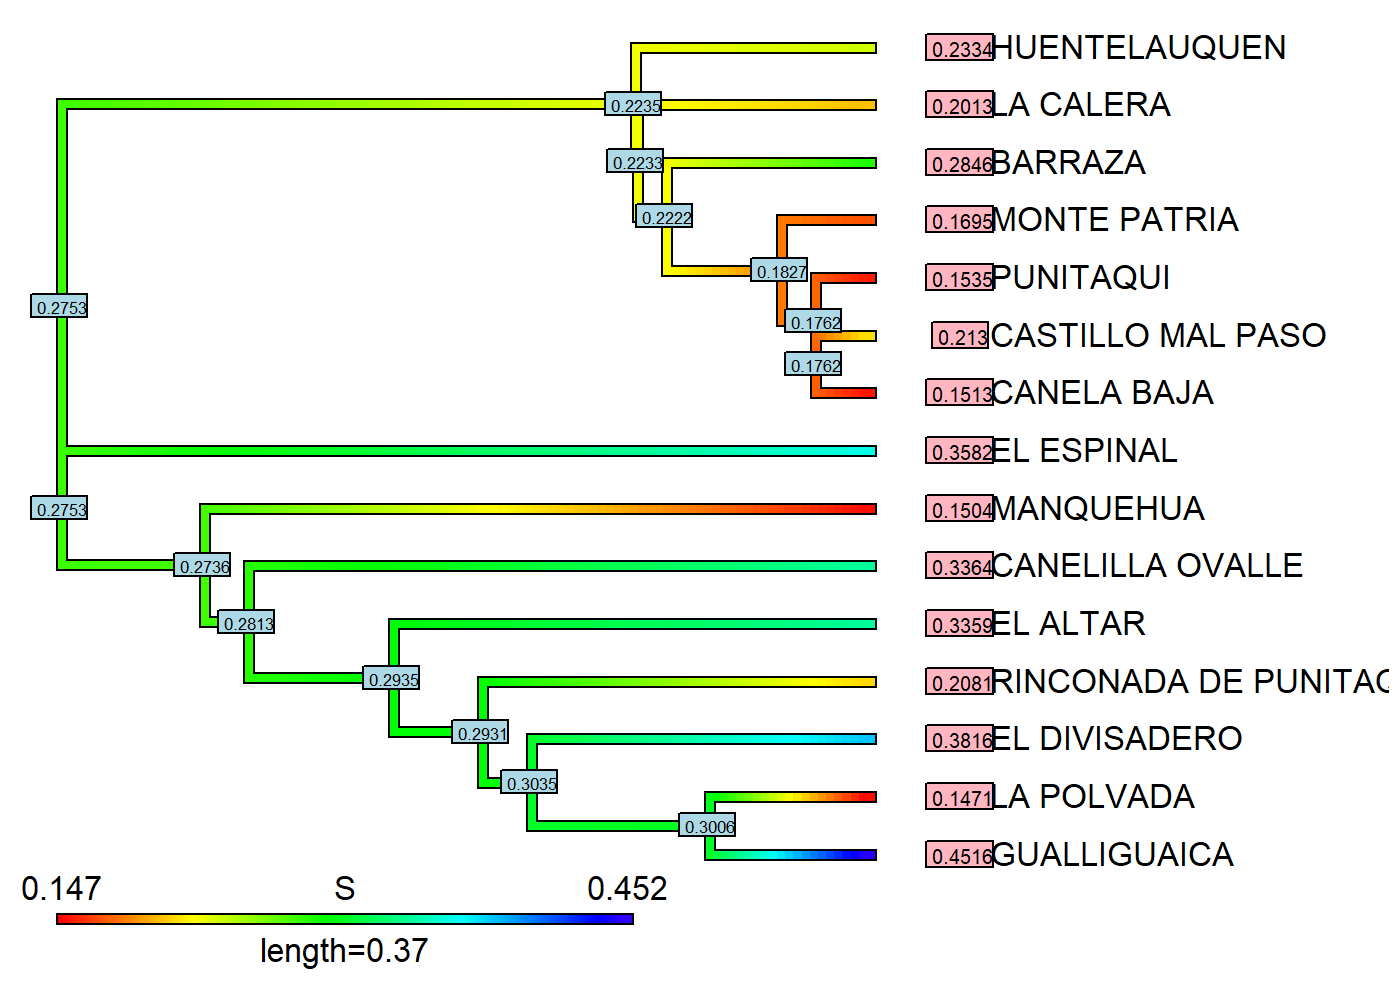 0.2334 HUENTELAUQUEN
0.2235 0.2013 LA CALERA
0.2233 0.2846 BARRAZA
0.2222 0.1695 MONTE PATRIA
0.1827 0.1535 PUNITAQUI
0.2753
0.1762 0.213 CASTILLO MAL PASO
0.1762
0.1513 CANELA BAJA
0.3582 EL ESPINAL
0.2753 0.1504 MANQUEHUA
0.2736 0.3364 CANELILLA OVALLE
0.2813 0.3359 EL ALTAR
0.2935 0.2081 RINCONADA DE PUNITAQ
0.2931 0.3816 EL DIVISADERO
0.3035 0.1471 LA POLVADA
0.3006
0.4516 GUALLIGUAICA
0.147 S 0.452
length=0.37